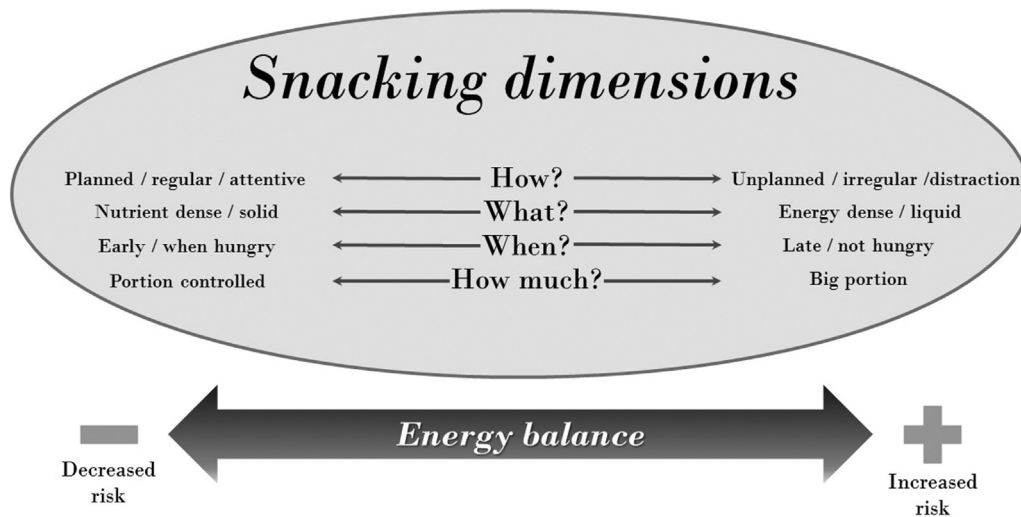 Snacking dimensions
Planned / regular / attentive How? Unplanned / irregular /distraction
Nutrient dense / solid What? Energy dense / liquid
Early / when hungry When? Late / not hungry
Portion controlled How much? Big portion
Energy balance
Decreased
risk
Increased
risk